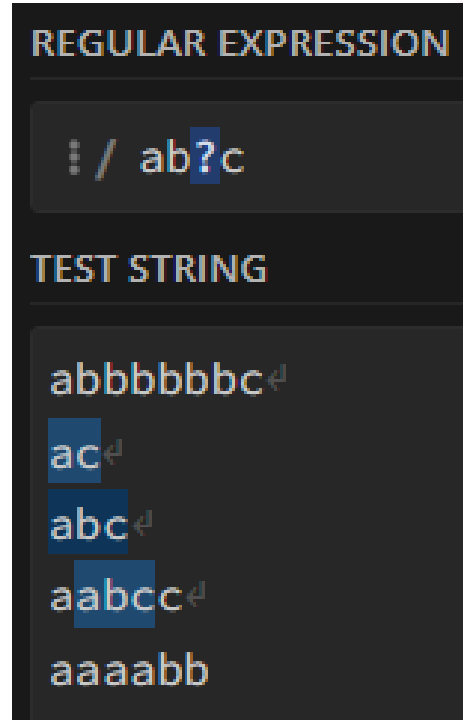 REGULAR EXPRESSION
⋮ / ab?c
TEST STRING
abbbbbbc↵
ac↵
abc↵
aabcc↵
aaaabb